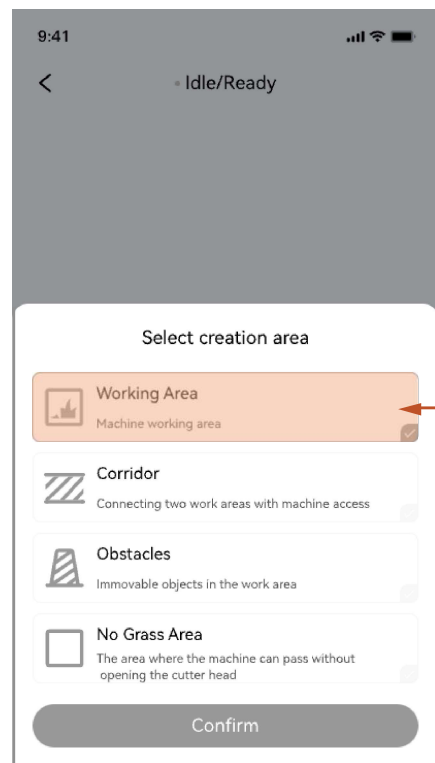 9:41
Idle/Ready
Select creation area
Working Area
Machine working area
Corridor
Connecting two work areas with machine access
Obstacles
Immovable objects in the work area
No Grass Area
The area where the machine can pass without
opening the cutter head
Confirm